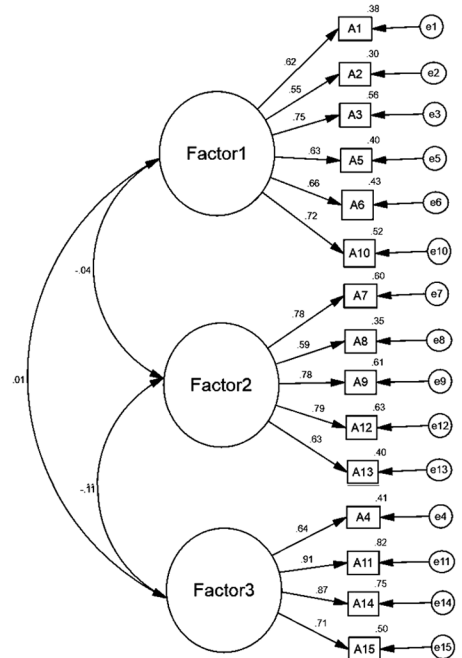 .38
A1
e1
.62
.30
A2
e2
.55
.56
A3
e3
.75
Factor1
.40
A5
e5
.63
.43
A6
e6
.66
.52
A10
e10
.72
-.04
.60
A7
e7
.78
.35
A8
e8
.59
Factor2
.61
A9
e9
.78
.63
A12
e12
.79
.40
A13
e13
.63
.01
-.11
.41
A4
e4
.64
.82
A11
e11
.91
Factor3
.75
A14
e14
.87
.50
A15
e15
.71